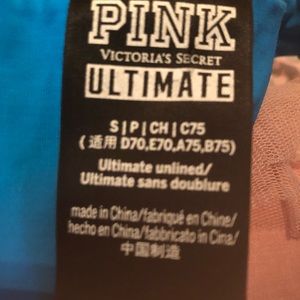 PINK
VICTORIA'S SECRET
ULTIMATE
S | P | CH | C75
( 适用 D70,E70,A75,B75)
Ultimate unlined/
Ultimate sans doublure
made in China/fabriqué en Chine/
hecho en China/fabbricato in Cina/
中国制造